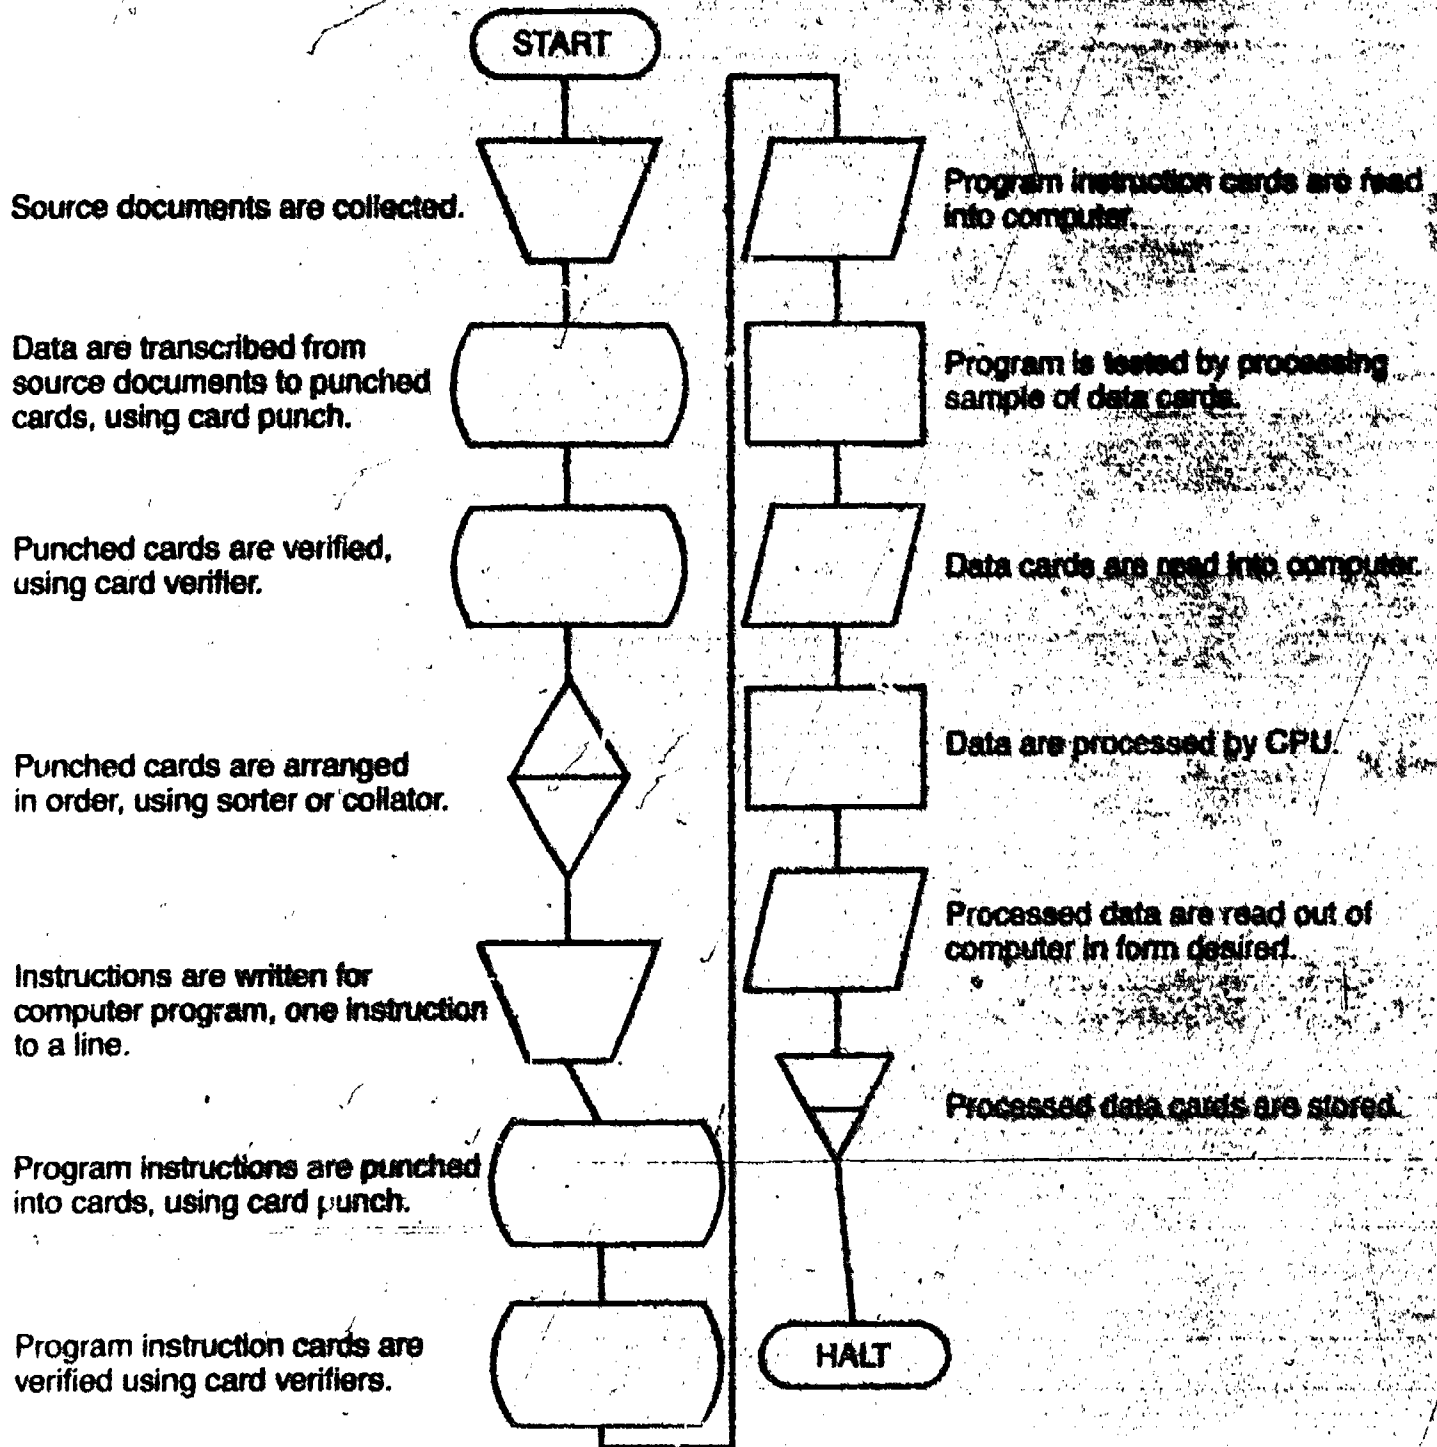 START
Source documents are collected.
Data are transcribed from
source documents to punched
cards, using card punch.
Punched cards are verified,
using card verifier.
Punched cards are arranged
in order, using sorter or collator.
Instructions are written for
computer program, one instruction
to a line.
Program instructions are punched
into cards, using card punch.
Program instruction cards are
verified using card verifiers.
Program instruction cards are read
into computer.
Program is tested by processing
sample of data cards.
Data cards are read into computer.
Data are processed by CPU.
Processed data are read out of
computer in form desired.
Processed data cards are stored.
HALT